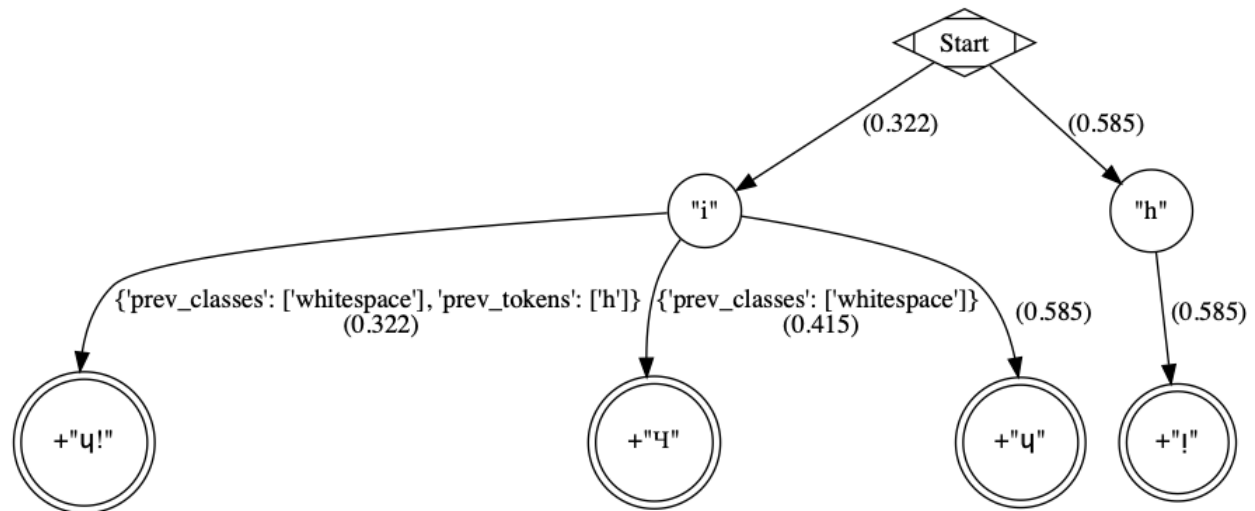 Start
(0.322) (0.585)
"i" "h"
{'prev_classes': ['whitespace'], 'prev_tokens': ['h']} {'prev_classes': ['whitespace']}
(0.322) (0.415) (0.585) (0.585)
+"ɥ!" +"Ч" +"ɥ" +"ᴉ"